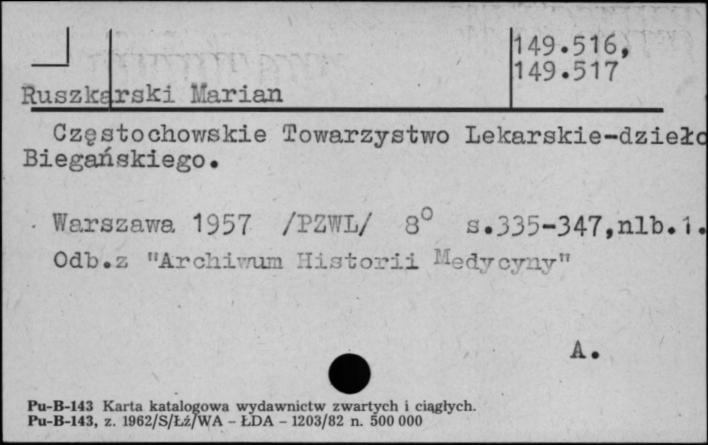 149.516,
149.517
Ruszkarski Marian
Częstochowskie Towarzystwo Lekarskie-dzieło
Biegańskiego.
Warszawa 1957 /PZWL/ 8° s.335-347,nlb.1.
Odb.z "Archiwum Historii Medycyny"
A.
Pu-B-143 Karta katalogowa wydawnictw zwartych i ciągłych.
Pu-B-143, z. 1962/S/Łź/WA - ŁDA - 1203/82 n. 500 000